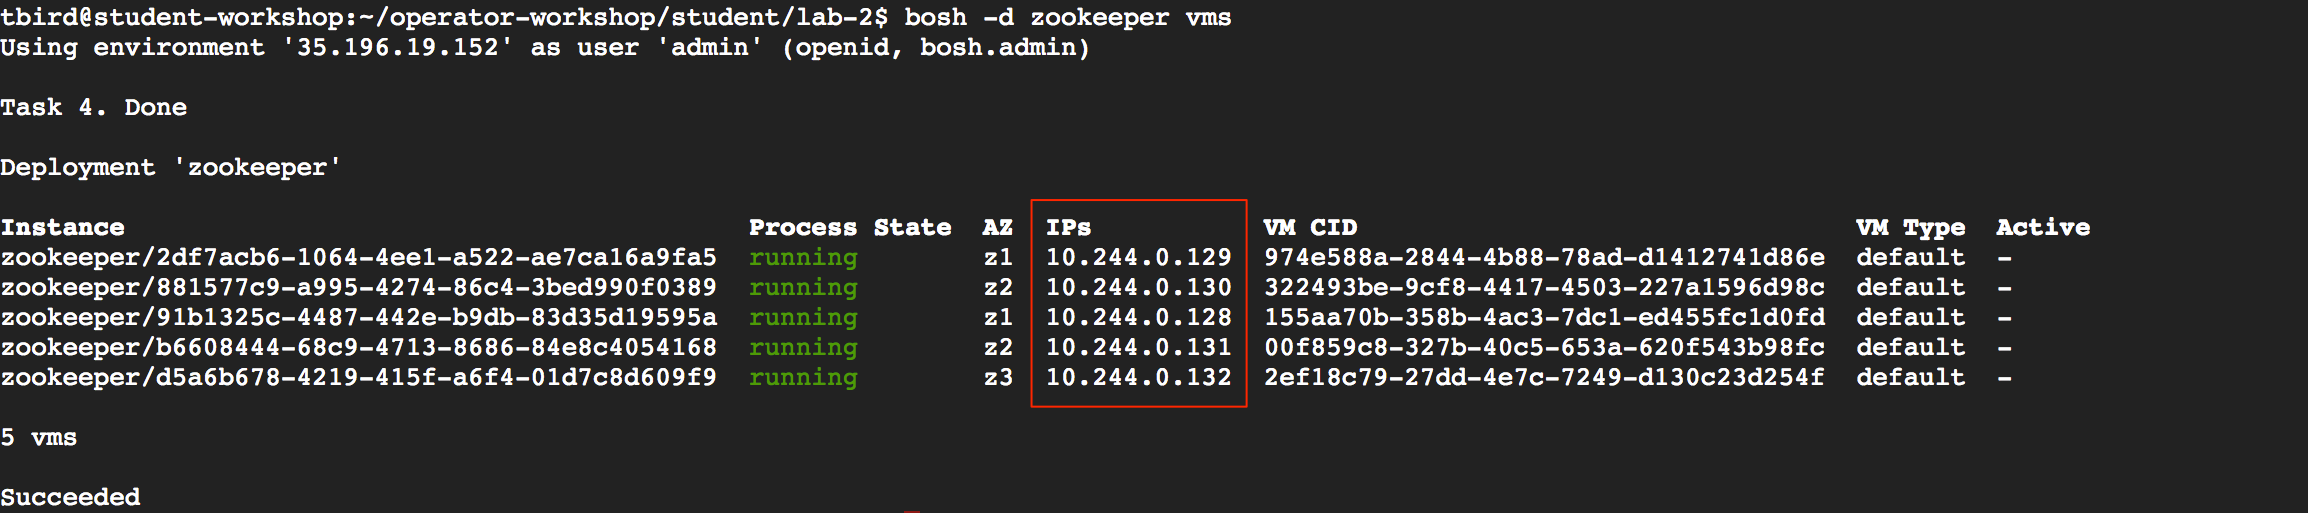 tbird@student-workshop:~/operator-workshop/student/lab-2$ bosh -d zookeeper vms
Using environment '35.196.19.152' as user 'admin' (openid, bosh.admin)
Task 4. Done
Deployment 'zookeeper'
Instance Process State AZ IPs VM CID VM Type Active
zookeeper/2df7acb6-1064-4ee1-a522-ae7ca16a9fa5 running z1 10.244.0.129 974e588a-2844-4b88-78ad-d1412741d86e default -
zookeeper/881577c9-a995-4274-86c4-3bed990f0389 running z2 10.244.0.130 322493be-9cf8-4417-4503-227a1596d98c default -
zookeeper/91b1325c-4487-442e-b9db-83d35d19595a running z1 10.244.0.128 155aa70b-358b-4ac3-7dc1-ed455fc1d0fd default -
zookeeper/b6608444-68c9-4713-8686-84e8c4054168 running z2 10.244.0.131 00f859c8-327b-40c5-653a-620f543b98fc default -
zookeeper/d5a6b678-4219-415f-a6f4-01d7c8d609f9 running z3 10.244.0.132 2ef18c79-27dd-4e7c-7249-d130c23d254f default -
5 vms
Succeeded